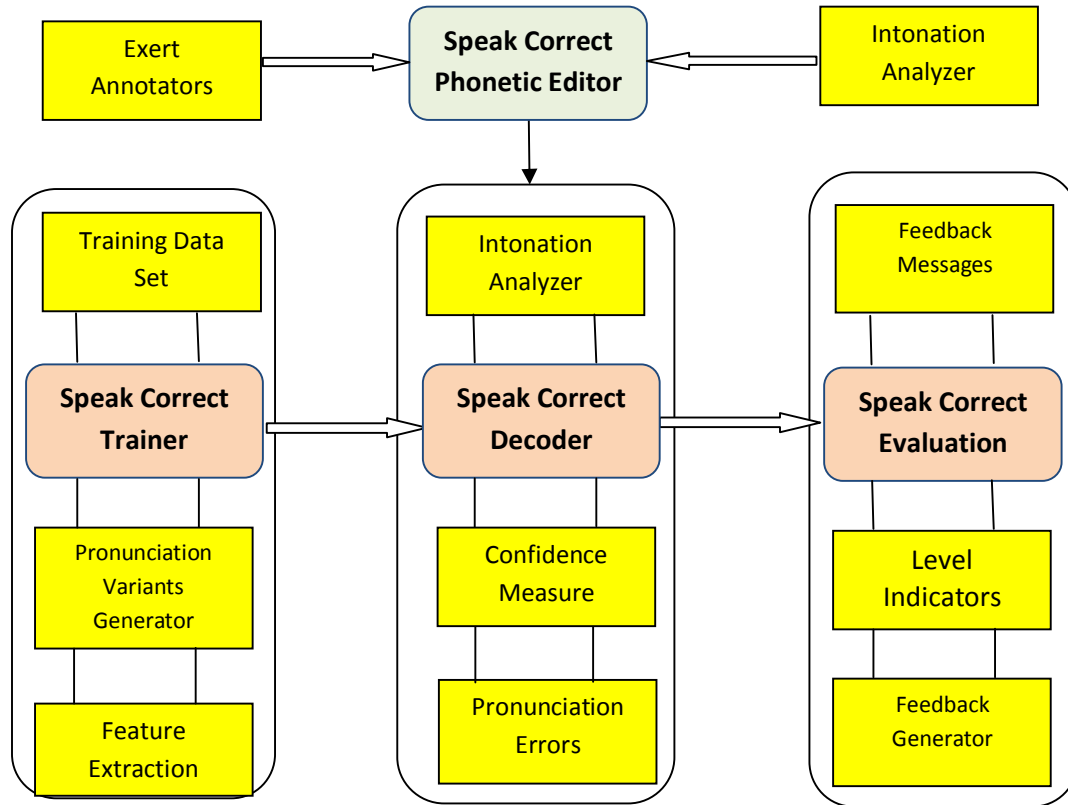 Exert
Annotators
Speak Correct
Phonetic Editor
Intonation
Analyzer
Training Data
Set
Speak Correct
Trainer
Pronunciation
Variants
Generator
Feature
Extraction
Intonation
Analyzer
Speak Correct
Decoder
Confidence
Measure
Pronunciation
Errors
Feedback
Messages
Speak Correct
Evaluation
Level
Indicators
Feedback
Generator